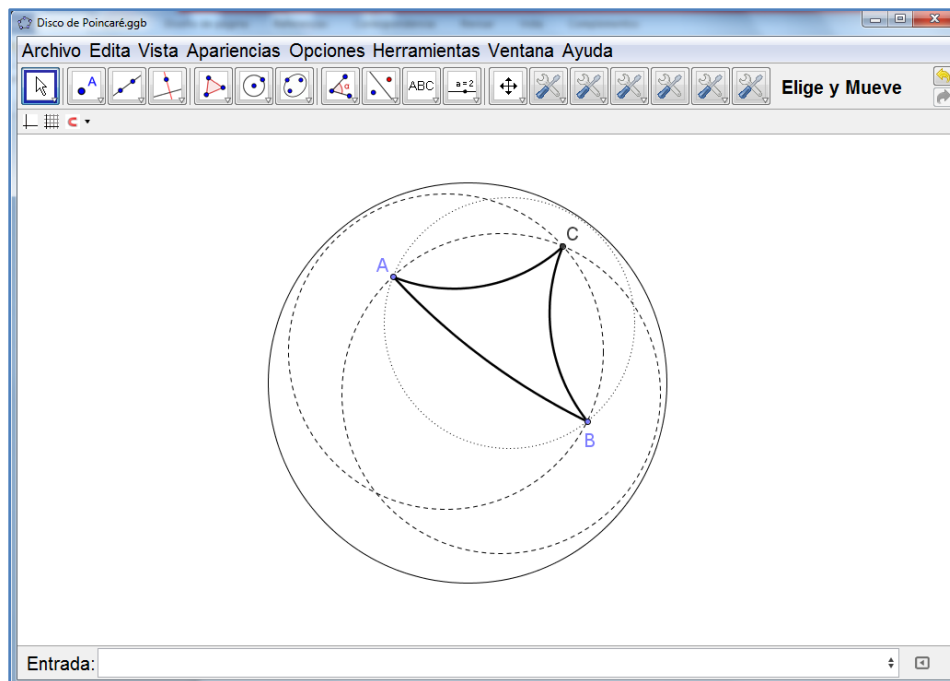 Disco de Poincaré.ggb
Archivo Edita Vista Apariencias Opciones Herramientas Ventana Ayuda
A α ABC a=2 Elige y Mueve
C
A
B
Entrada: